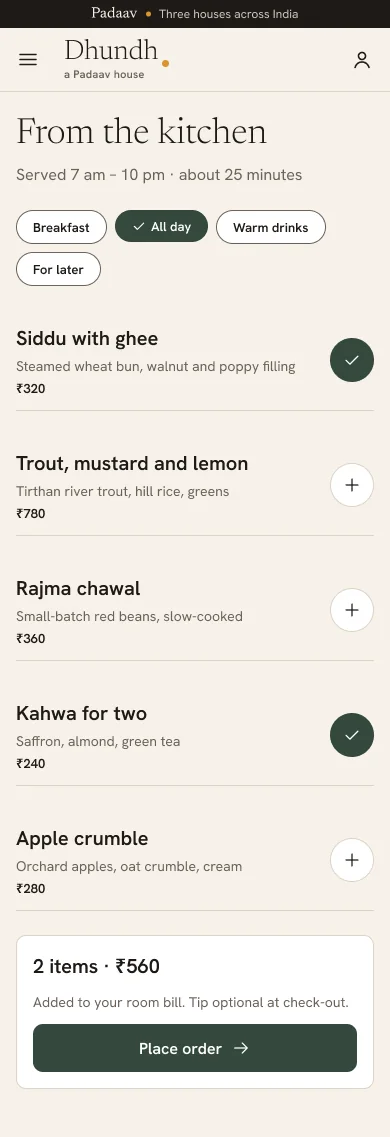 Padaav • Three houses across India
Dhundh
a Padaav house
From the kitchen
Served 7 am – 10 pm · about 25 minutes
Breakfast
All day
Warm drinks
For later
Siddu with ghee
Steamed wheat bun, walnut and poppy filling
₹320
Trout, mustard and lemon
Tirthan river trout, hill rice, greens
₹780
Rajma chawal
Small-batch red beans, slow-cooked
₹360
Kahwa for two
Saffron, almond, green tea
₹240
Apple crumble
Orchard apples, oat crumble, cream
₹280
2 items · ₹560
Added to your room bill. Tip optional at check-out.
Place order →